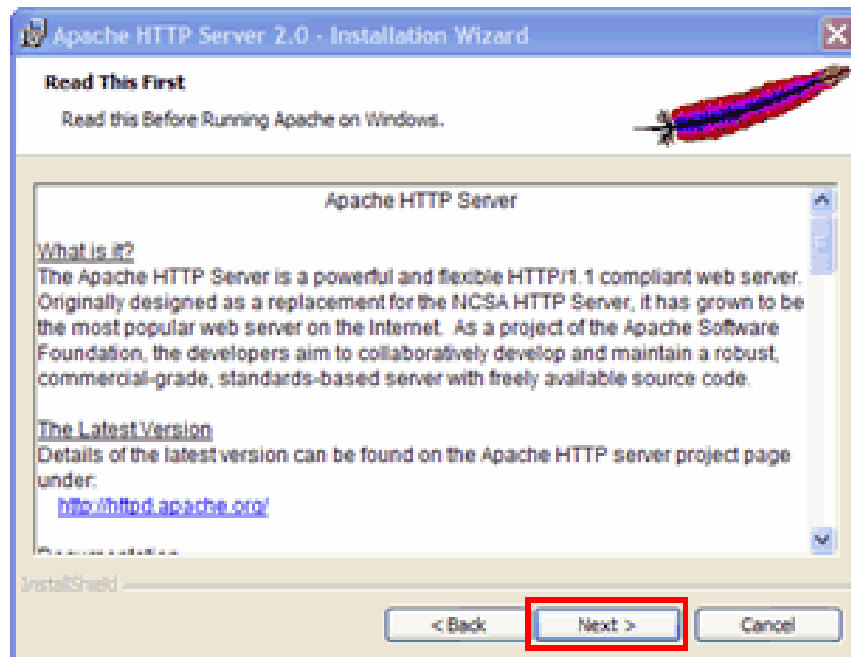 Apache HTTP Server 2.0 - Installation Wizard
Read This First
Read this Before Running Apache on Windows.
Apache HTTP Server
What is it?
The Apache HTTP Server is a powerful and flexible HTTP/1.1 compliant web server.
Originally designed as a replacement for the NCSA HTTP Server, it has grown to be
the most popular web server on the Internet. As a project of the Apache Software
Foundation, the developers aim to collaboratively develop and maintain a robust,
commercial-grade, standards-based server with freely available source code.
The Latest Version
Details of the latest version can be found on the Apache HTTP server project page
under:
http://httpd.apache.org/
InstallShield
< Back Next > Cancel